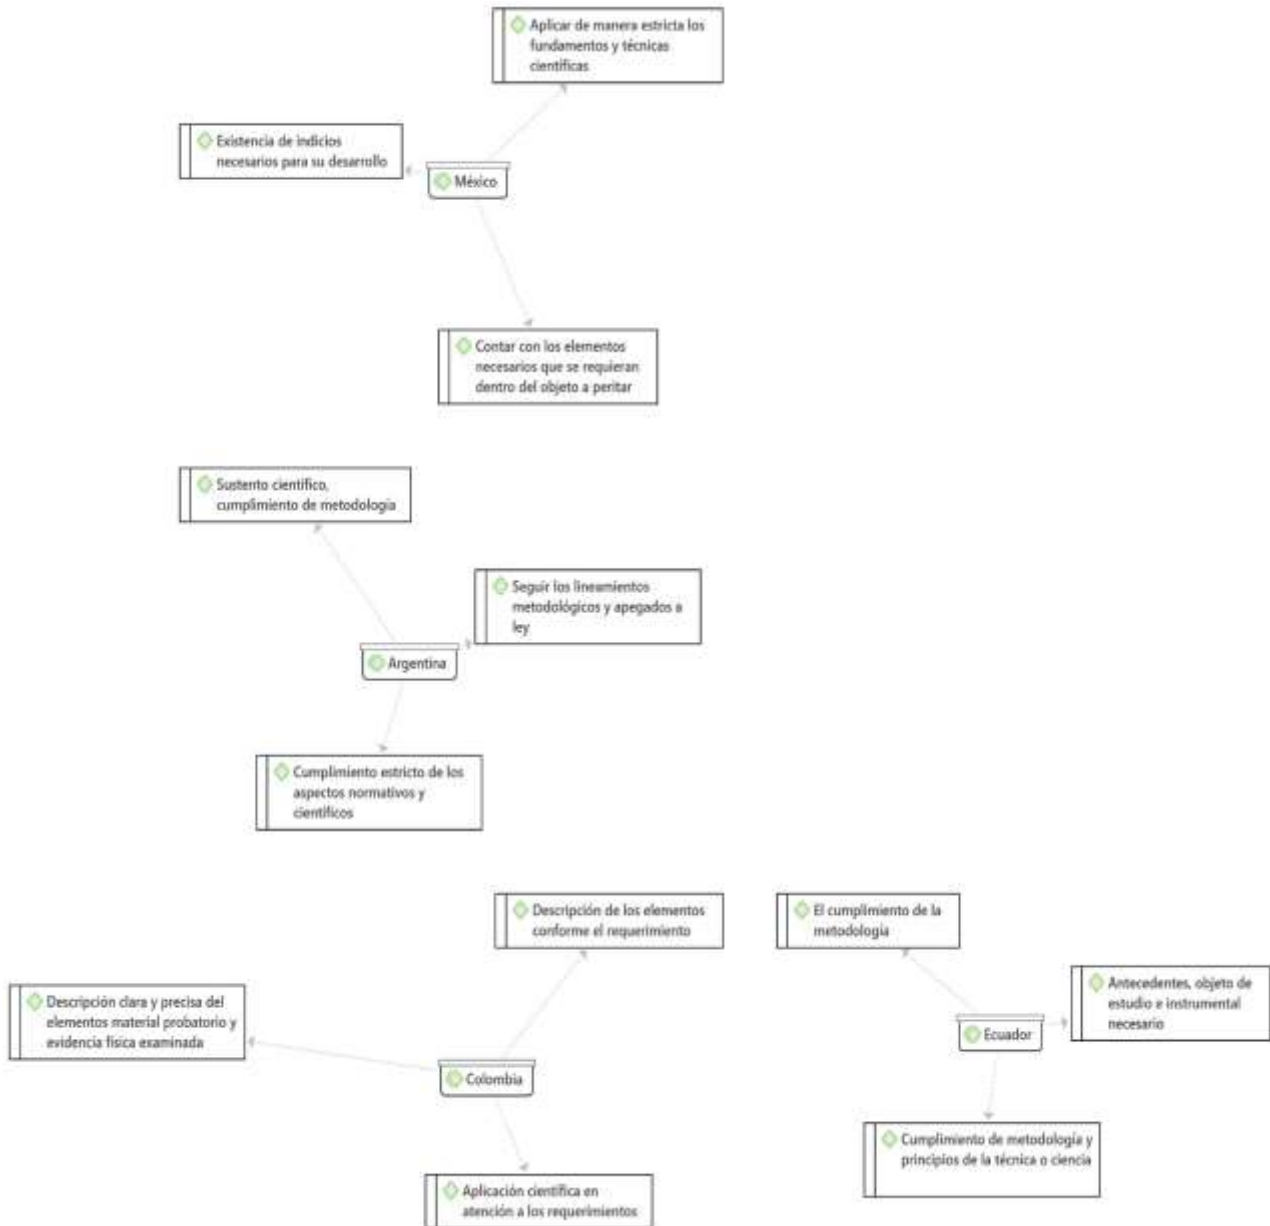 Aplicar de manera estricta los
fundamentos y técnicas
científicas
Existencia de indicios
necesarios para su desarrollo
México
Contar con los elementos
necesarios que se requieran
dentro del objeto a peritar
Sustento científico,
cumplimiento de metodología
Seguir los lineamientos
metodológicos y apegados a
ley
Argentina
Cumplimiento estricto de los
aspectos normativos y
científicos
Descripción de los elementos
conforme el requerimiento
El cumplimiento de la
metodología
Descripción clara y precisa del
elementos material probatorio y
evidencia física examinada
Antecedentes, objeto de
estudio e instrumental
necesario
Ecuador
Colombia
Cumplimiento de metodología y
principios de la técnica o ciencia
Aplicación científica en
atención a los requerimientos